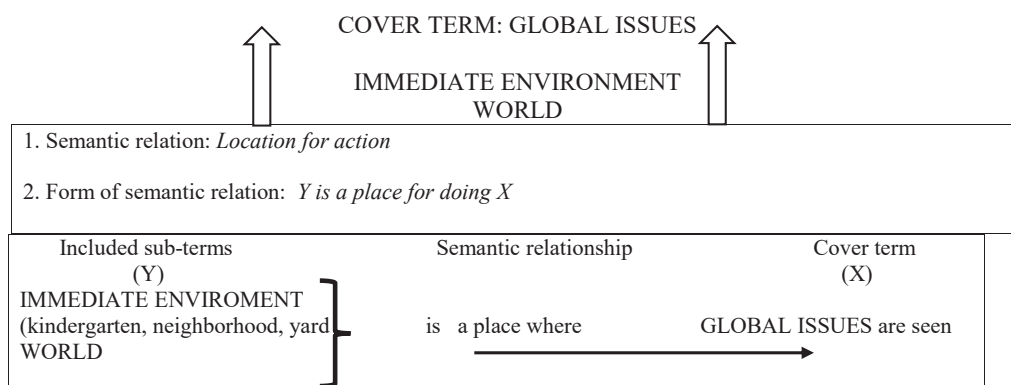 COVER TERM: GLOBAL ISSUES
IMMEDIATE ENVIRONMENT
WORLD
1. Semantic relation: Location for action
2. Form of semantic relation: Y is a place for doing X
Included sub-terms Semantic relationship Cover term
(Y) (X)
IMMEDIATE ENVIROMENT
(kindergarten, neighborhood, yard is a place where GLOBAL ISSUES are seen
WORLD